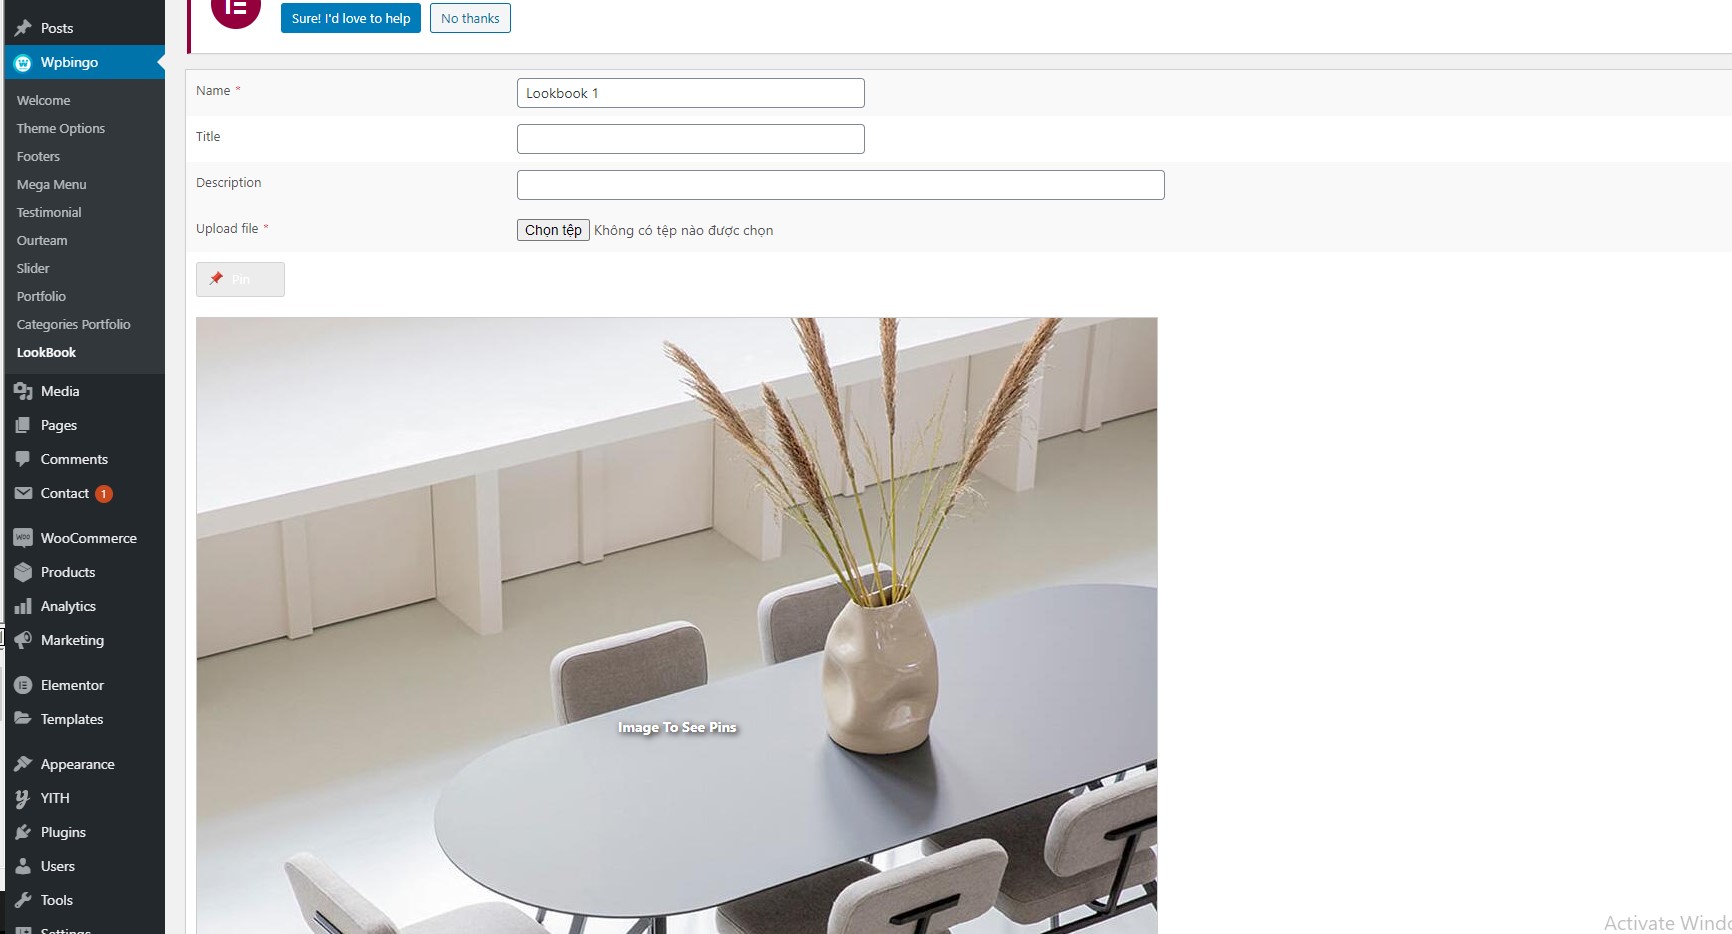 Sure! I'd love to help
No thanks
Posts
Wpbingo
Welcome
Theme Options
Footers
Mega Menu
Testimonial
Ourteam
Slider
Portfolio
Categories Portfolio
LookBook
Media
Pages
Comments
Contact 1
WooCommerce
Products
Analytics
Marketing
Elementor
Templates
Appearance
YITH
Plugins
Users
Tools
Settings
Name *
Lookbook 1
Title
Description
Upload file *
Chọn tệp Không có tệp nào được chọn
Pin
Image To See Pins
Activate Windo